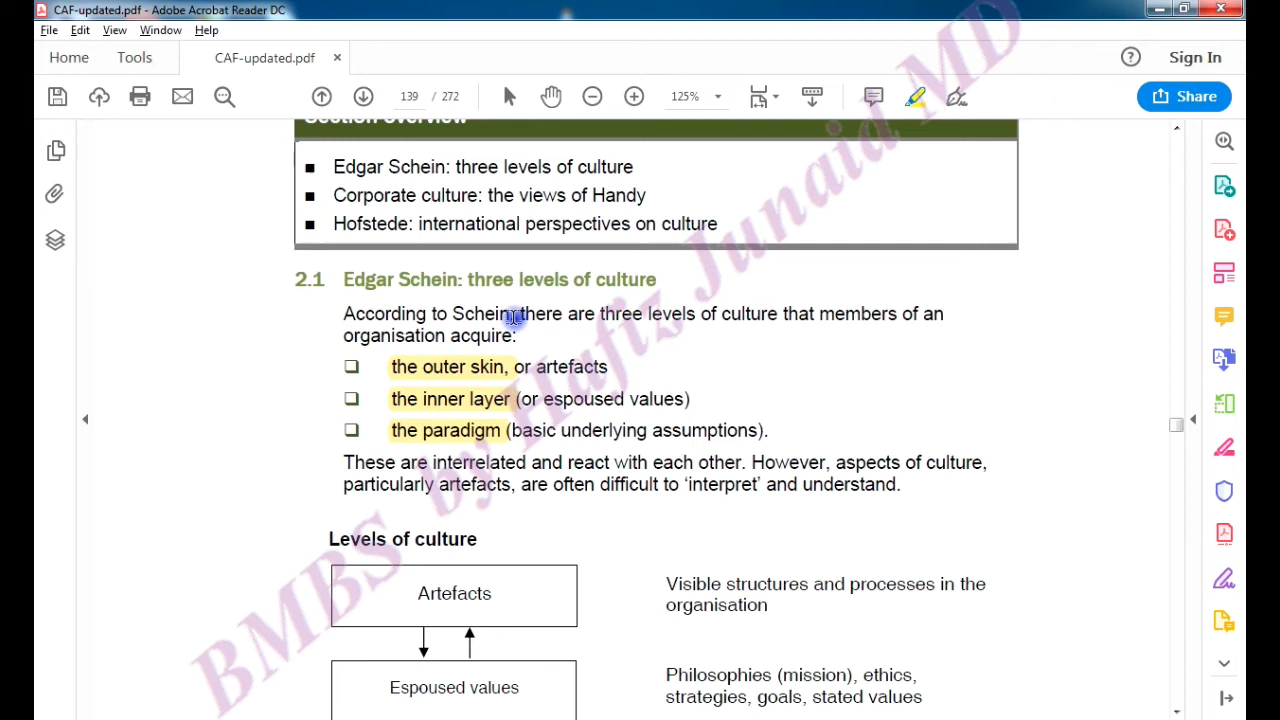 CAF-updated.pdf - Adobe Acrobat Reader DC
File Edit View Window Help
Home Tools CAF-updated.pdf × Sign In
139 / 272 125% Share
Section overview
■ Edgar Schein: three levels of culture
■ Corporate culture: the views of Handy
■ Hofstede: international perspectives on culture
2.1 Edgar Schein: three levels of culture
According to Schein, there are three levels of culture that members of an
organisation acquire:
❑ the outer skin, or artefacts
❑ the inner layer (or espoused values)
❑ the paradigm (basic underlying assumptions).
These are interrelated and react with each other. However, aspects of culture,
particularly artefacts, are often difficult to ‘interpret’ and understand.
Levels of culture
Artefacts
Visible structures and processes in the
organisation
Espoused values
Philosophies (mission), ethics,
strategies, goals, stated values
BMBS by Hafiz Junaid MD